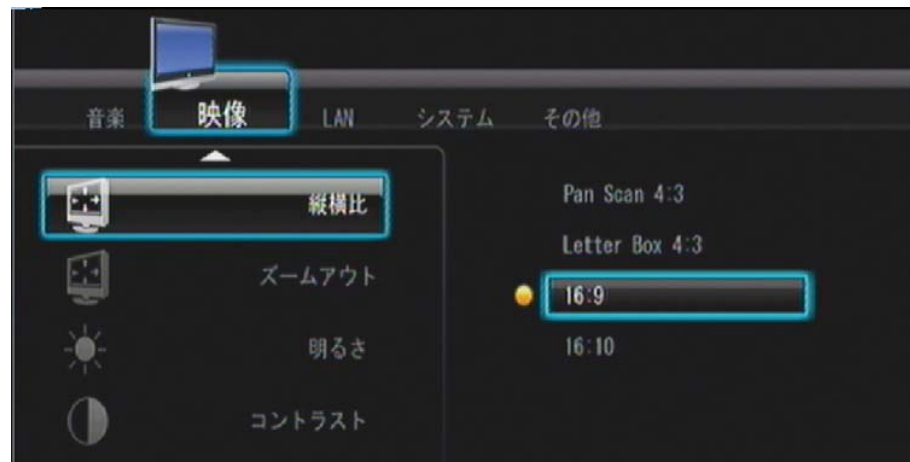 音楽 映像 LAN システム その他
縦横比
ズームアウト
明るさ
コントラスト
Pan Scan 4:3
Letter Box 4:3
16:9
16:10